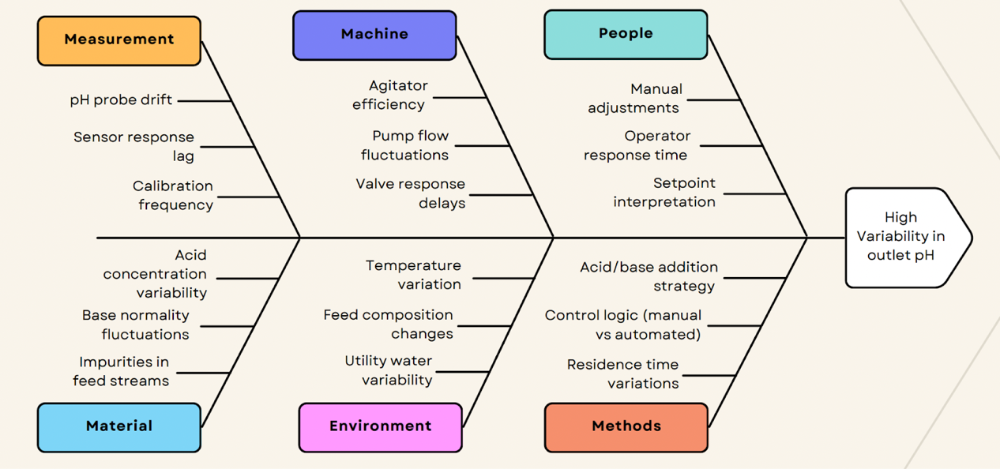 Measurement
Machine
People
pH probe drift
Sensor response
lag
Calibration
frequency
Agitator
efficiency
Pump flow
fluctuations
Valve response
delays
Manual
adjustments
Operator
response time
Setpoint
interpretation
High
Variability in
outlet pH
Acid
concentration
variability
Base normality
fluctuations
Impurities in
feed streams
Temperature
variation
Feed composition
changes
Utility water
variability
Acid/base addition
strategy
Control logic (manual
vs automated)
Residence time
variations
Material
Environment
Methods